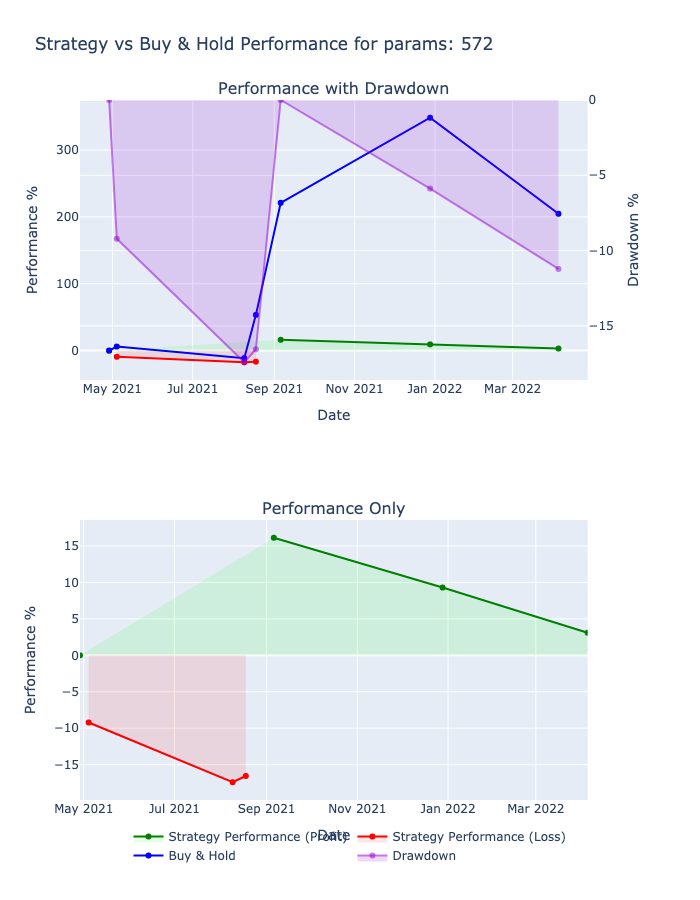 Strategy vs Buy & Hold Performance for params: 572
Performance with Drawdown
300
200
100
0
Performance %
0
−5
−10
−15
Drawdown %
May 2021 Jul 2021 Sep 2021 Nov 2021 Jan 2022 Mar 2022
Date
Performance Only
15
10
5
0
−5
−10
−15
Performance %
May 2021 Jul 2021 Sep 2021 Nov 2021 Jan 2022 Mar 2022
Date
Strategy Performance (Profit) Strategy Performance (Loss)
Buy & Hold Drawdown